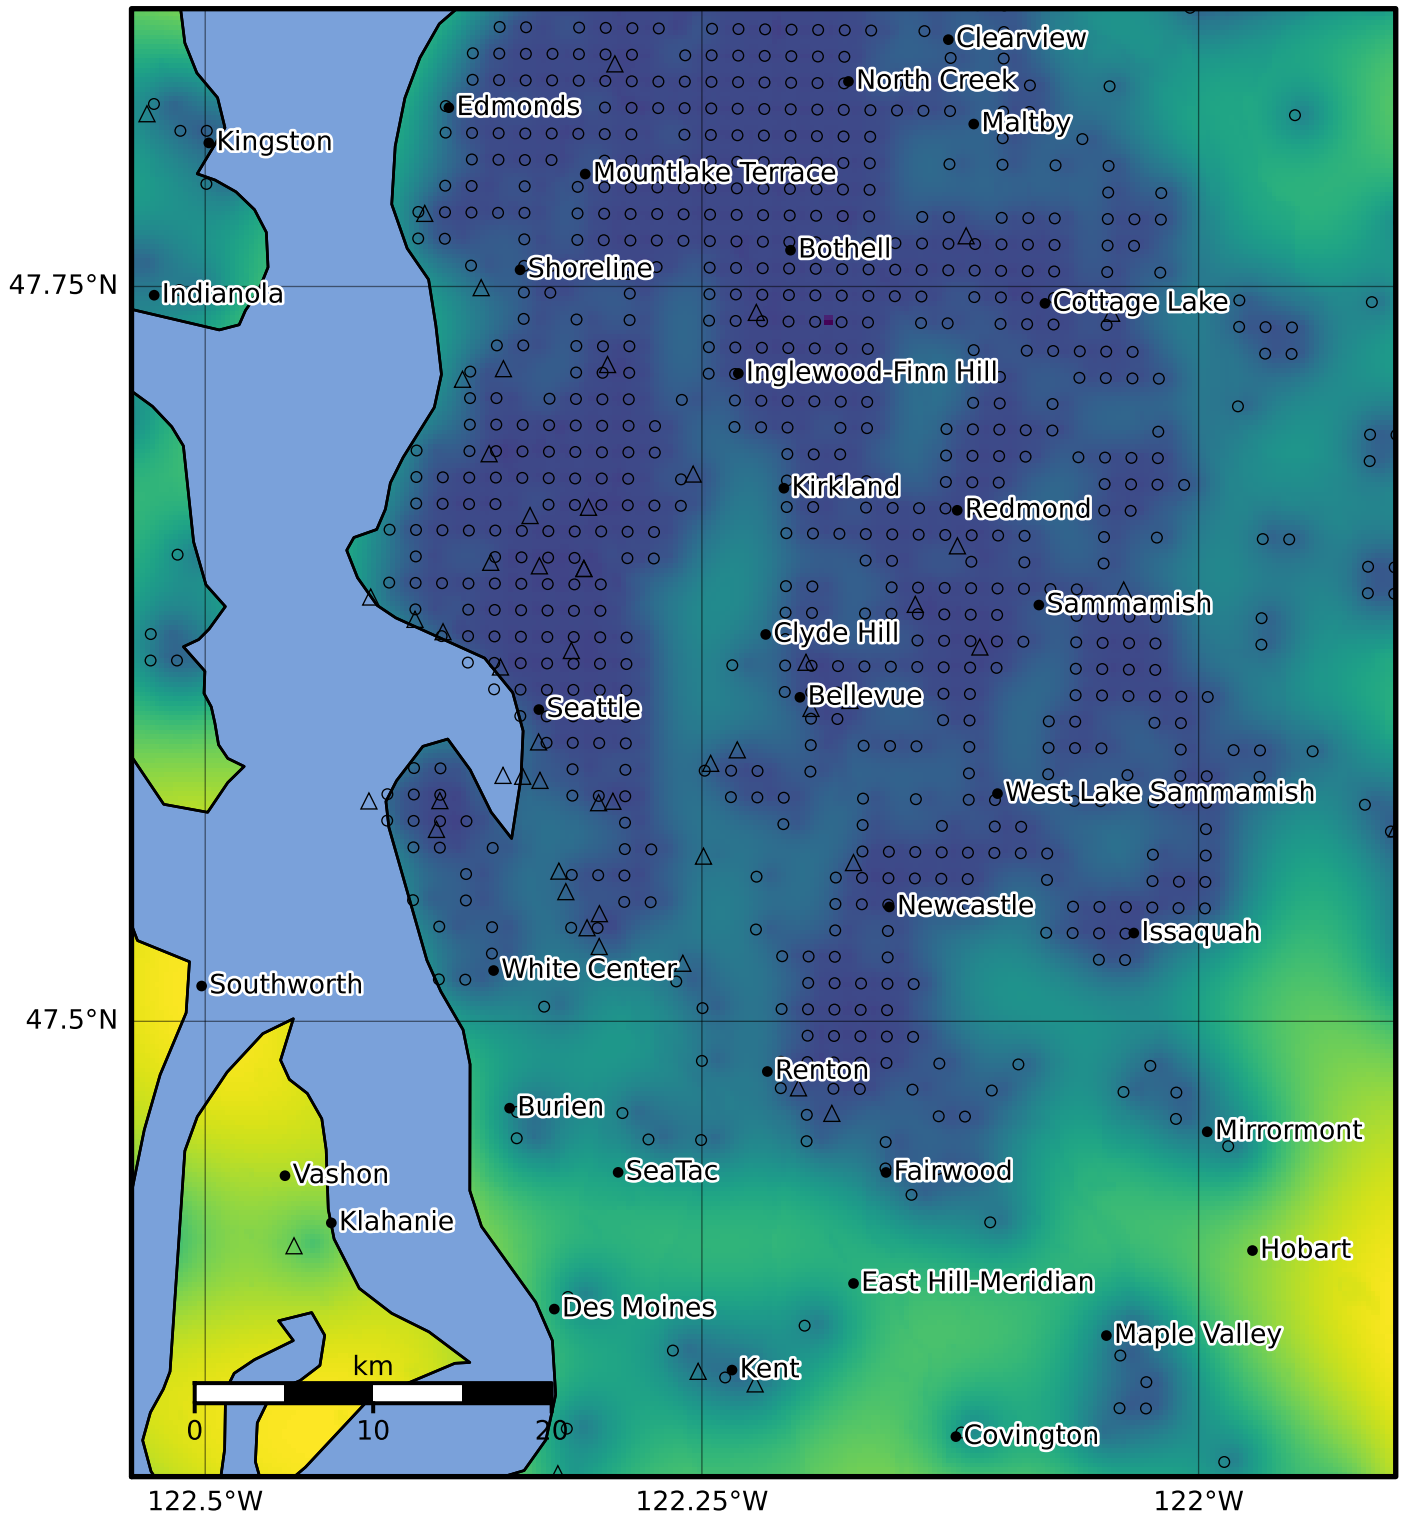 Clearview
North Creek
Edmonds
Maltby
Kingston
Mountlake Terrace
Bothell
Shoreline
47.75°N
Indianola
Cottage Lake
Inglewood-Finn Hill
Kirkland
Redmond
Sammamish
Clyde Hill
Bellevue
Seattle
West Lake Sammamish
Newcastle
Issaquah
White Center
Southworth
47.5°N
Renton
Burien
Mirrormont
SeaTac
Fairwood
Vashon
Klahanie
Hobart
East Hill-Meridian
Des Moines
Maple Valley
km
Kent
0 10 20
Covington
122.5°W 122.25°W 122°W